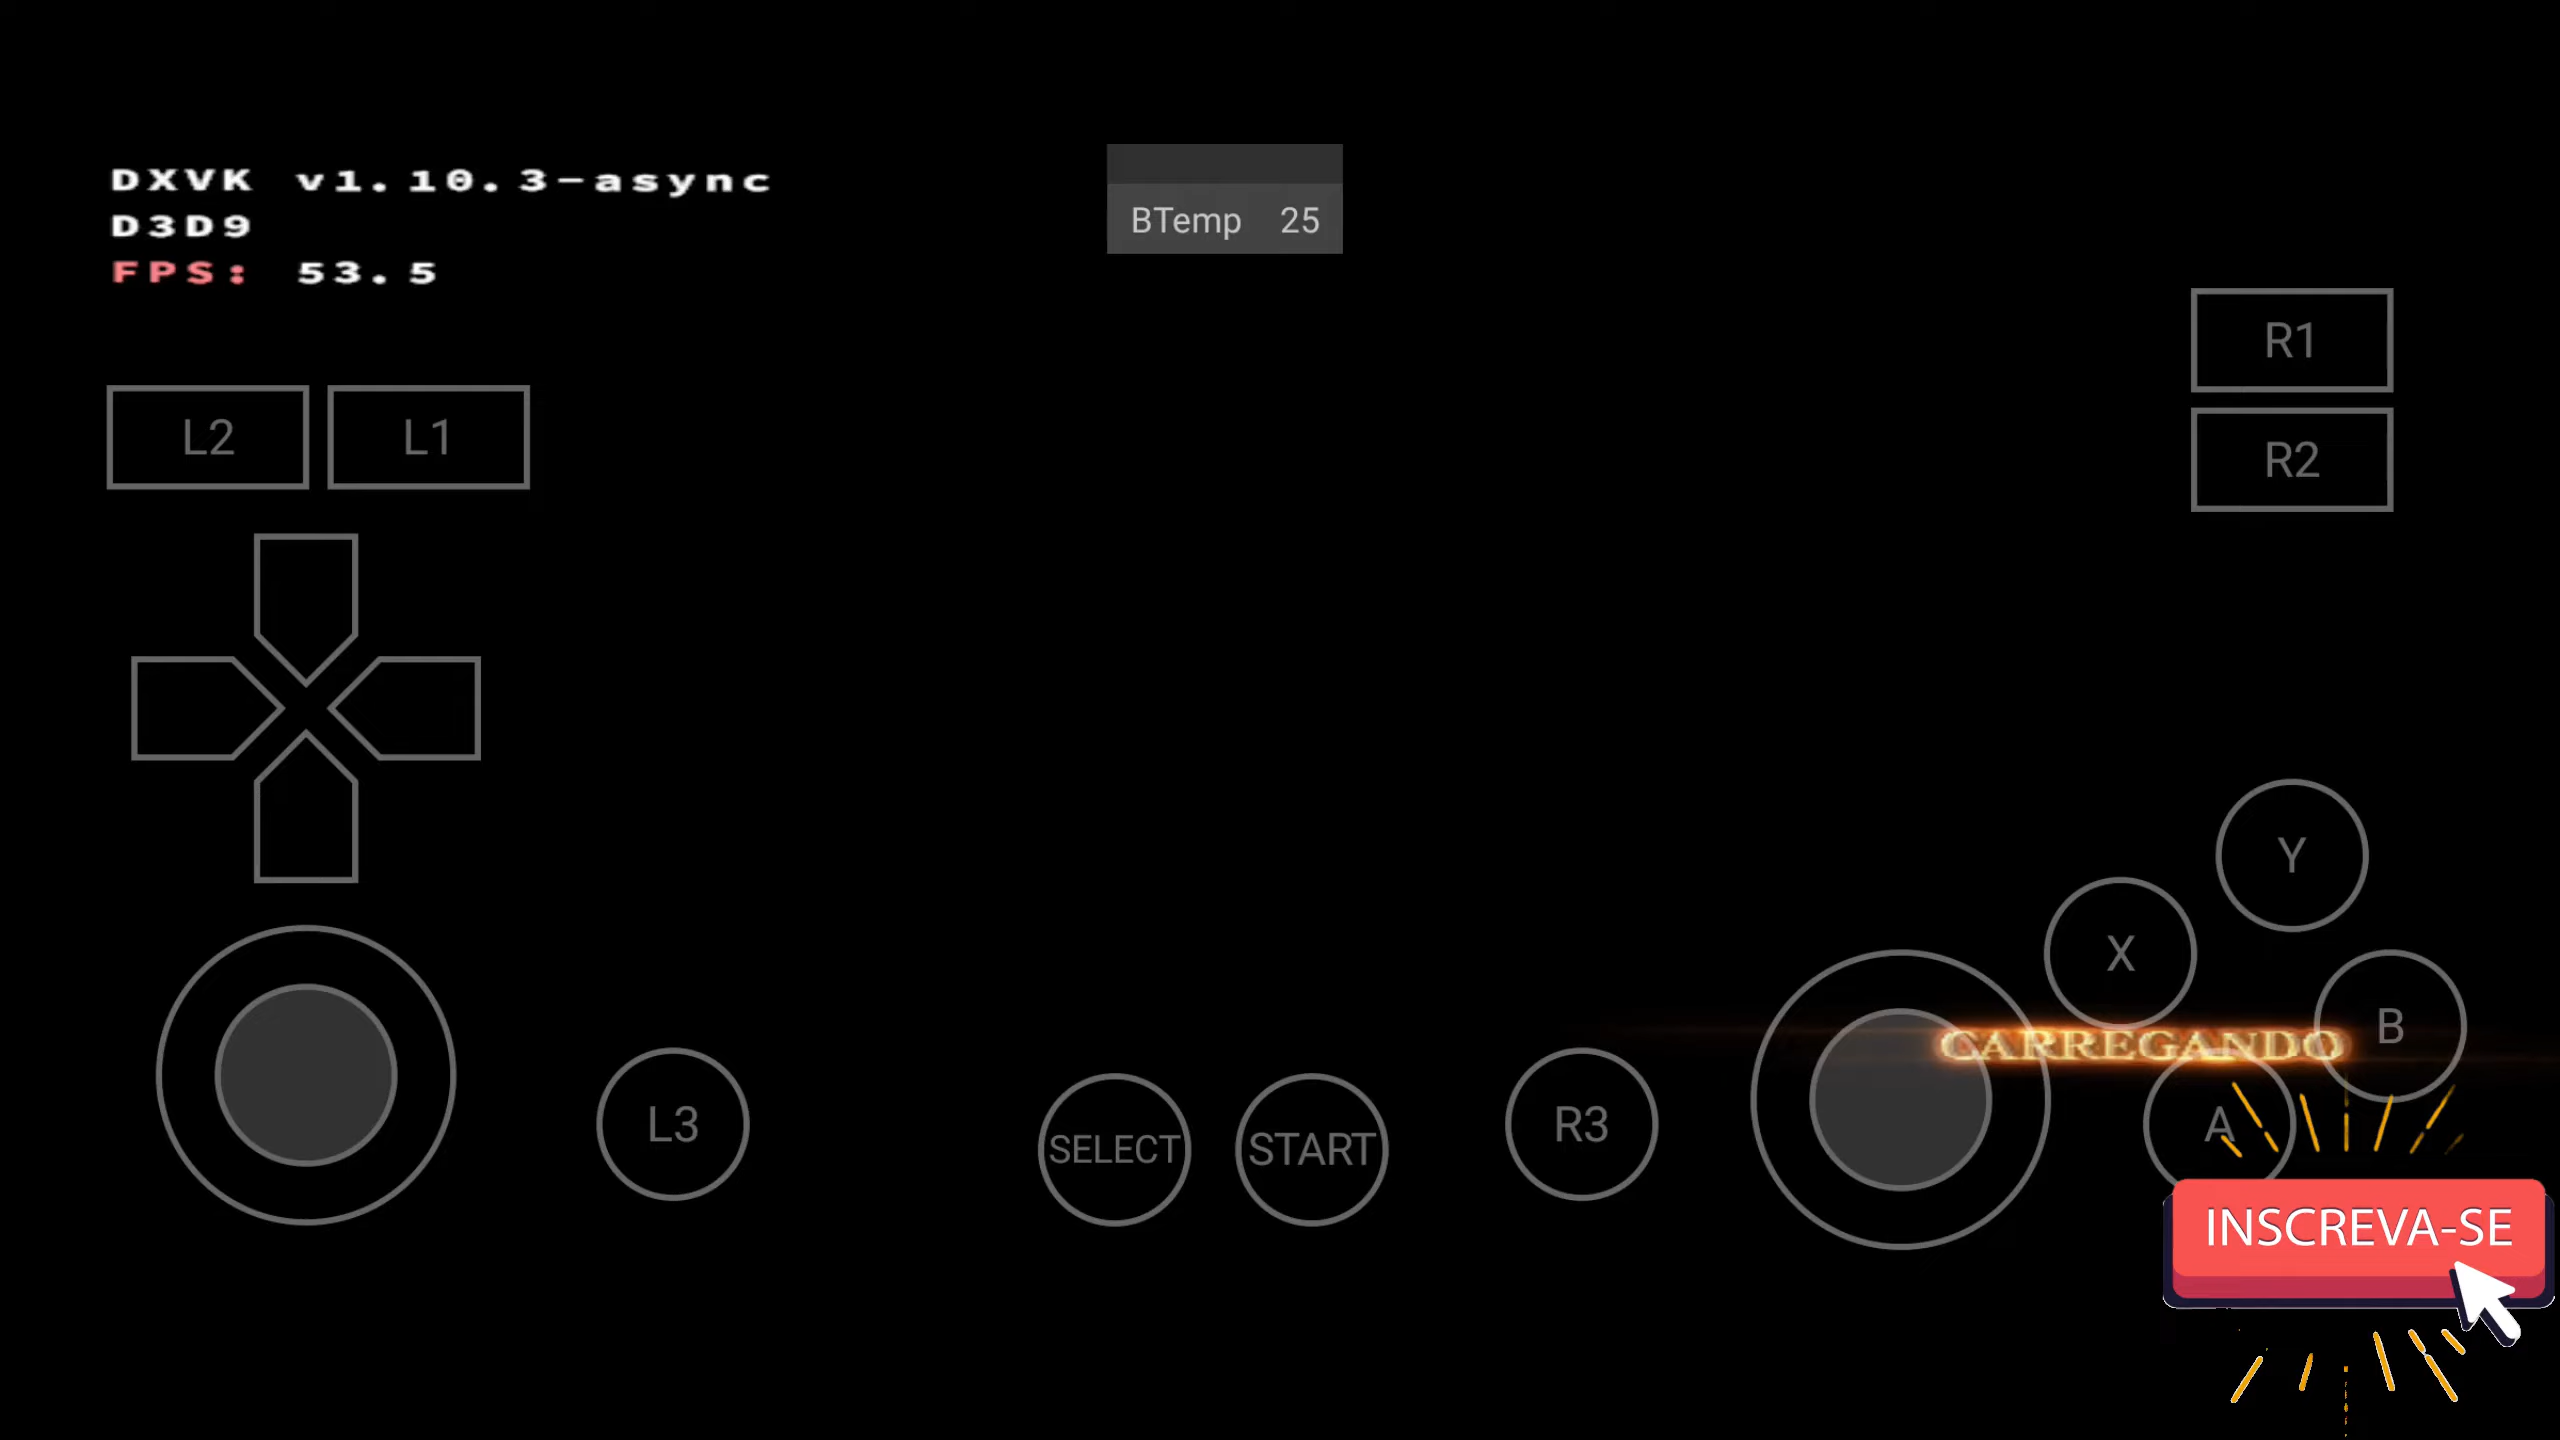 DXVK v1.10.3-async
D3D9
FPS: 53.5
BTemp 25
R1
R2
L2 L1
Y
X
B
CARREGANDO
A
L3
R3
SELECT START
INSCREVA-SE